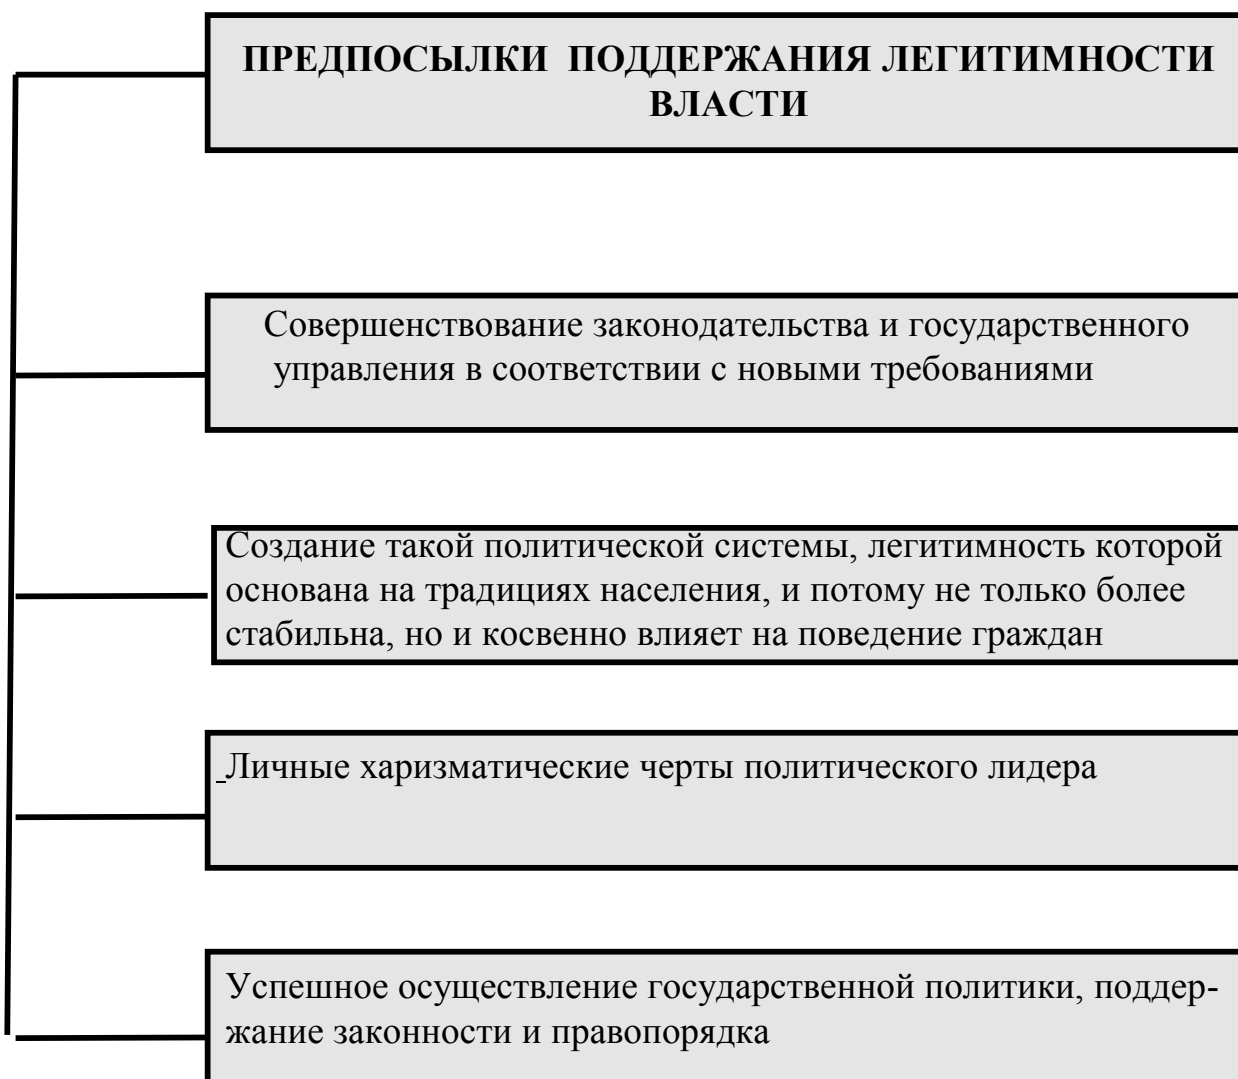 ПРЕДПОСЫЛКИ ПОДДЕРЖАНИЯ ЛЕГИТИМНОСТИ
ВЛАСТИ
Совершенствование законодательства и государственного
управления в соответствии с новыми требованиями
Создание такой политической системы, легитимность которой
основана на традициях населения, и потому не только более
стабильна, но и косвенно влияет на поведение граждан
Личные харизматические черты политического лидера
Успешное осуществление государственной политики, поддер-
жание законности и правопорядка